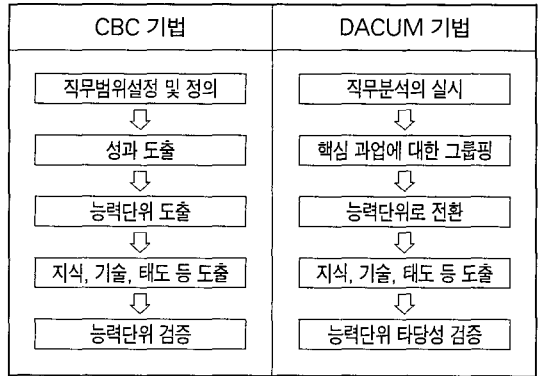 CBC 기법 DACUM 기법
직무범위설정 및 정의 직무분석의 실시
성과 도출 핵심 과업에 대한 그룹핑
능력단위 도출 능력단위로 전환
지식, 기술, 태도 등 도출 지식, 기술, 태도 등 도출
능력단위 검증 능력단위 타당성 검증